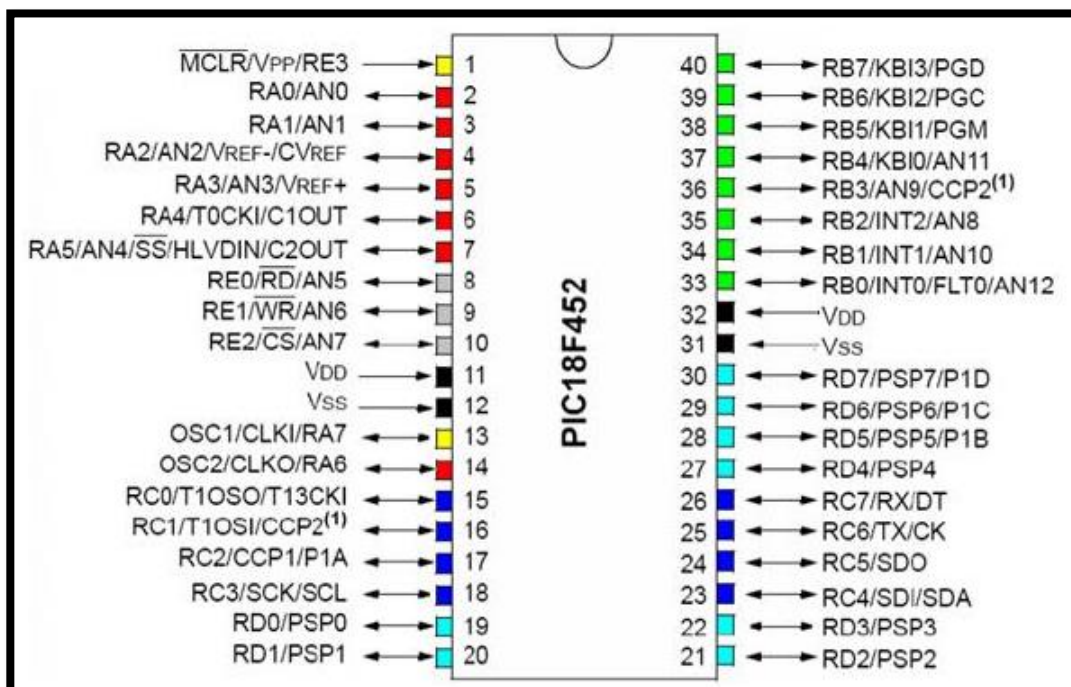 MCLR/VPP/RE3 1
RA0/AN0 2
RA1/AN1 3
RA2/AN2/VREF-/CVREF 4
RA3/AN3/VREF+ 5
RA4/T0CKI/C1OUT 6
RA5/AN4/SS/HLVDIN/C2OUT 7
RE0/RD/AN5 8
RE1/WR/AN6 9
RE2/CS/AN7 10
VDD 11
VSS 12
OSC1/CLKI/RA7 13
OSC2/CLKO/RA6 14
RC0/T1OSO/T13CKI 15
RC1/T1OSI/CCP2(1) 16
RC2/CCP1/P1A 17
RC3/SCK/SCL 18
RD0/PSP0 19
RD1/PSP1 20
PIC18F452
40 RB7/KBI3/PGD
39 RB6/KBI2/PGC
38 RB5/KBI1/PGM
37 RB4/KBI0/AN11
36 RB3/AN9/CCP2(1)
35 RB2/INT2/AN8
34 RB1/INT1/AN10
33 RB0/INT0/FLT0/AN12
32 VDD
31 VSS
30 RD7/PSP7/P1D
29 RD6/PSP6/P1C
28 RD5/PSP5/P1B
27 RD4/PSP4
26 RC7/RX/DT
25 RC6/TX/CK
24 RC5/SDO
23 RC4/SDI/SDA
22 RD3/PSP3
21 RD2/PSP2